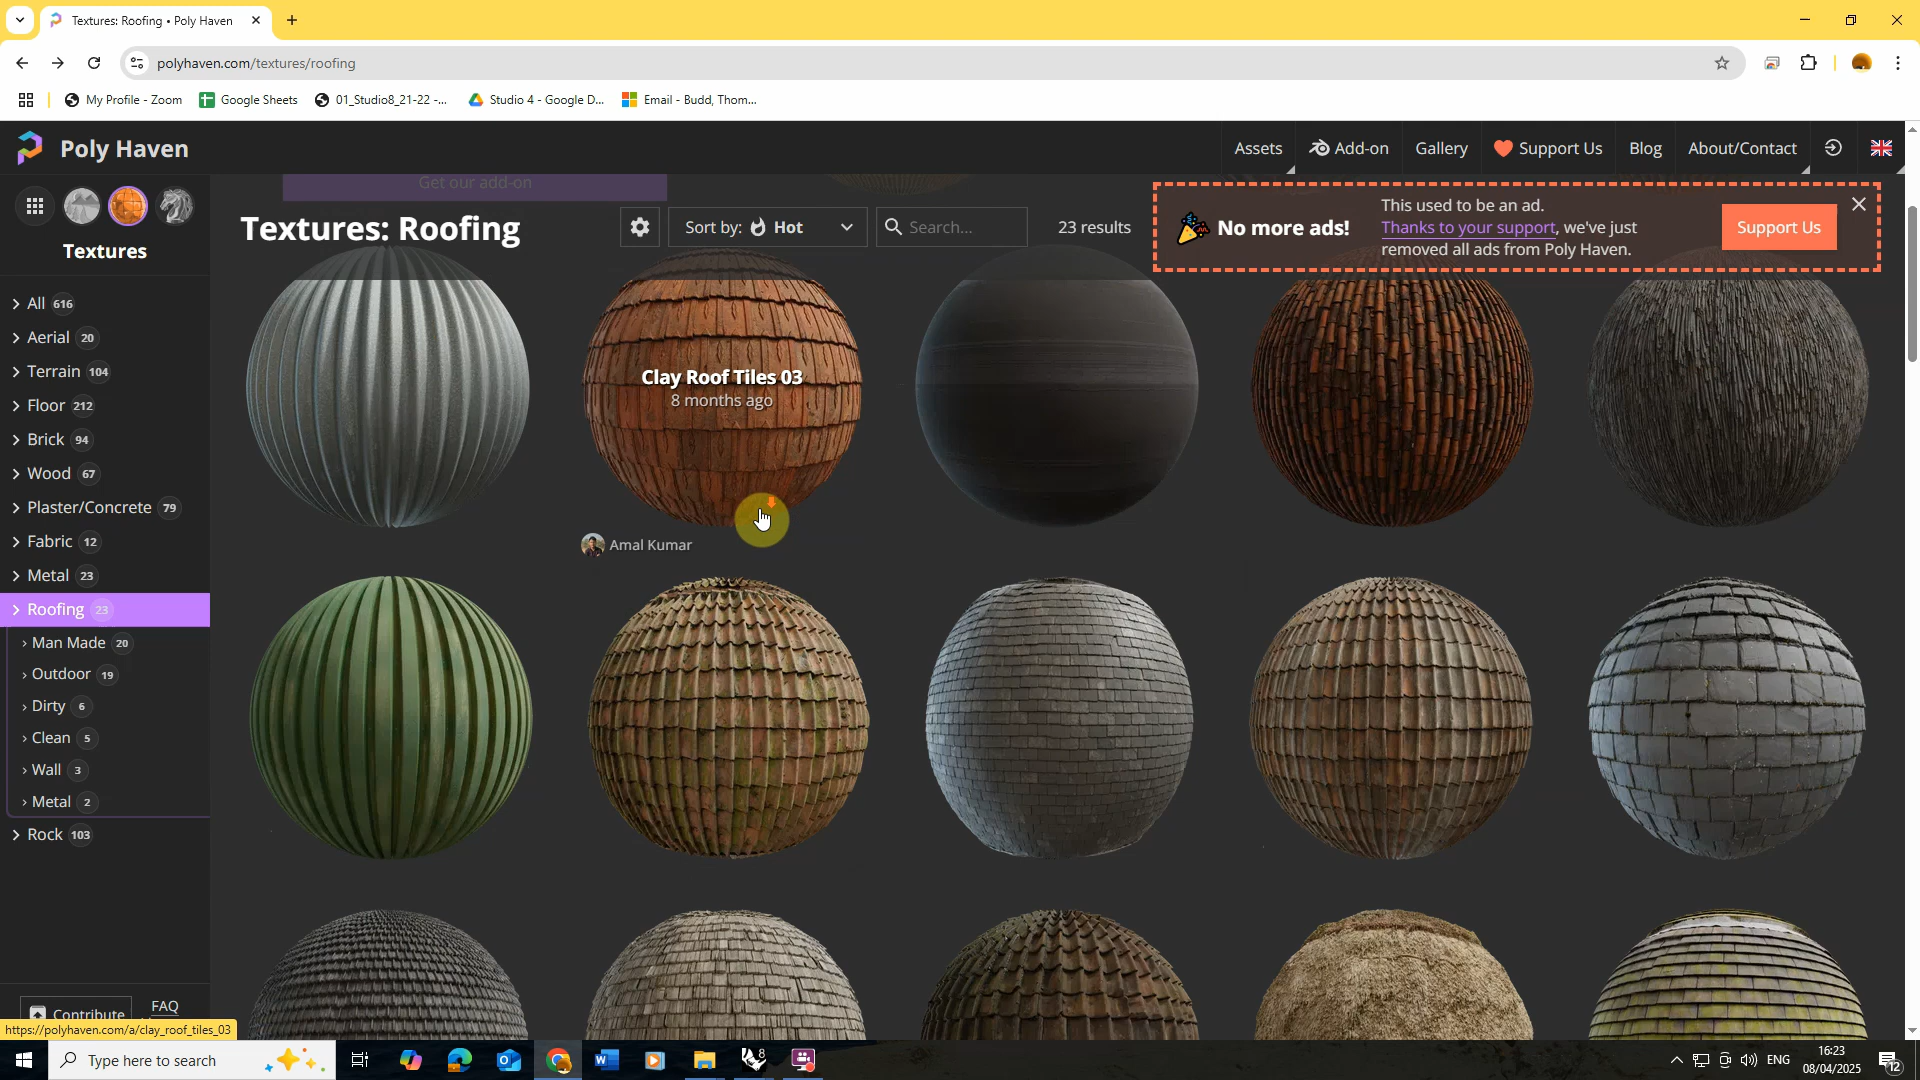 Textures: Roofing • Poly Haven
polyhaven.com/textures/roofing
My Profile - Zoom
Google Sheets
01_Studio8_21-22 -...
Studio 4 - Google D...
Email - Budd, Thom...
Poly Haven
Assets
Add-on
Gallery
Support Us
Blog
About/Contact
Get our add-on
Textures: Roofing
Sort by: Hot
Search...
23 results
No more ads!
This used to be an ad.
Thanks to your support, we've just
removed all ads from Poly Haven.
Support Us
Textures
All 616
Aerial 20
Terrain 104
Floor 212
Brick 94
Wood 67
Plaster/Concrete 79
Fabric 12
Metal 23
Roofing 23
Man Made 20
Outdoor 19
Dirty 6
Clean 5
Wall 3
Metal 2
Rock 103
Clay Roof Tiles 03
8 months ago
Amal Kumar
Contribute
FAQ
https://polyhaven.com/a/clay_roof_tiles_03
Type here to search
8
ENG
16:23
08/04/2025
12